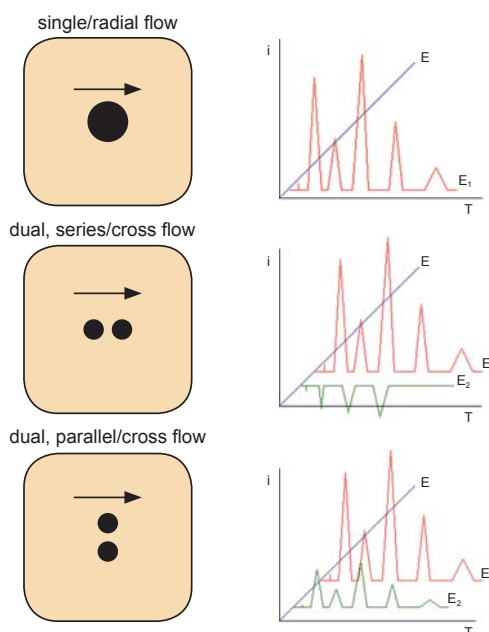 single/radial flow
i
E
E1
T
dual, series/cross flow
i
E
E
E2
T
dual, parallel/cross flow
i
E
E
E2
T